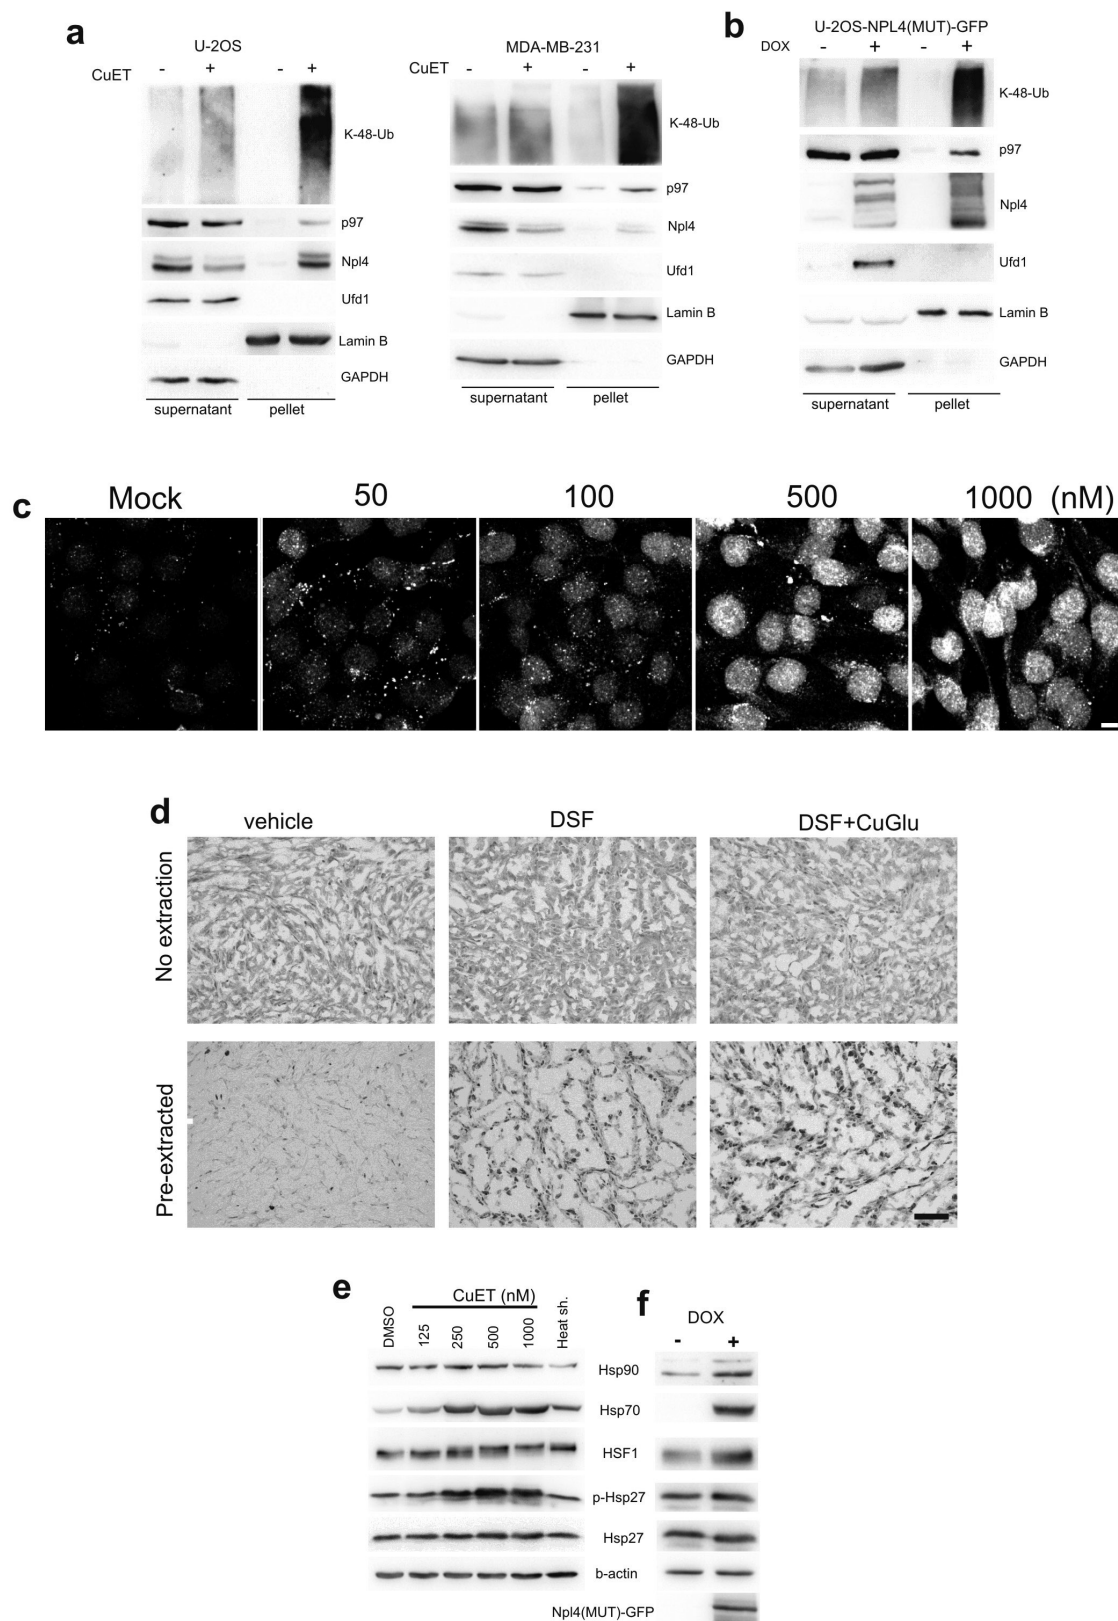 a
U-2OS
CuET - + - +
K-48-Ub
p97
Npl4
Ufd1
Lamin B
GAPDH
supernatant pellet
MDA-MB-231
CuET - + - +
K-48-Ub
p97
Npl4
Ufd1
Lamin B
GAPDH
supernatant pellet
b
U-2OS-NPL4(MUT)-GFP
DOX - + - +
K-48-Ub
p97
Npl4
Ufd1
Lamin B
GAPDH
supernatant pellet
c
Mock 50 100 500 1000 (nM)
d
vehicle DSF DSF+CuGlu
No extraction
Pre-extracted
e
CuET (nM)
DMSO 125 250 500 1000 Heat sh.
f
DOX
- +
Hsp90
Hsp70
HSF1
p-Hsp27
Hsp27
b-actin
Npl4(MUT)-GFP